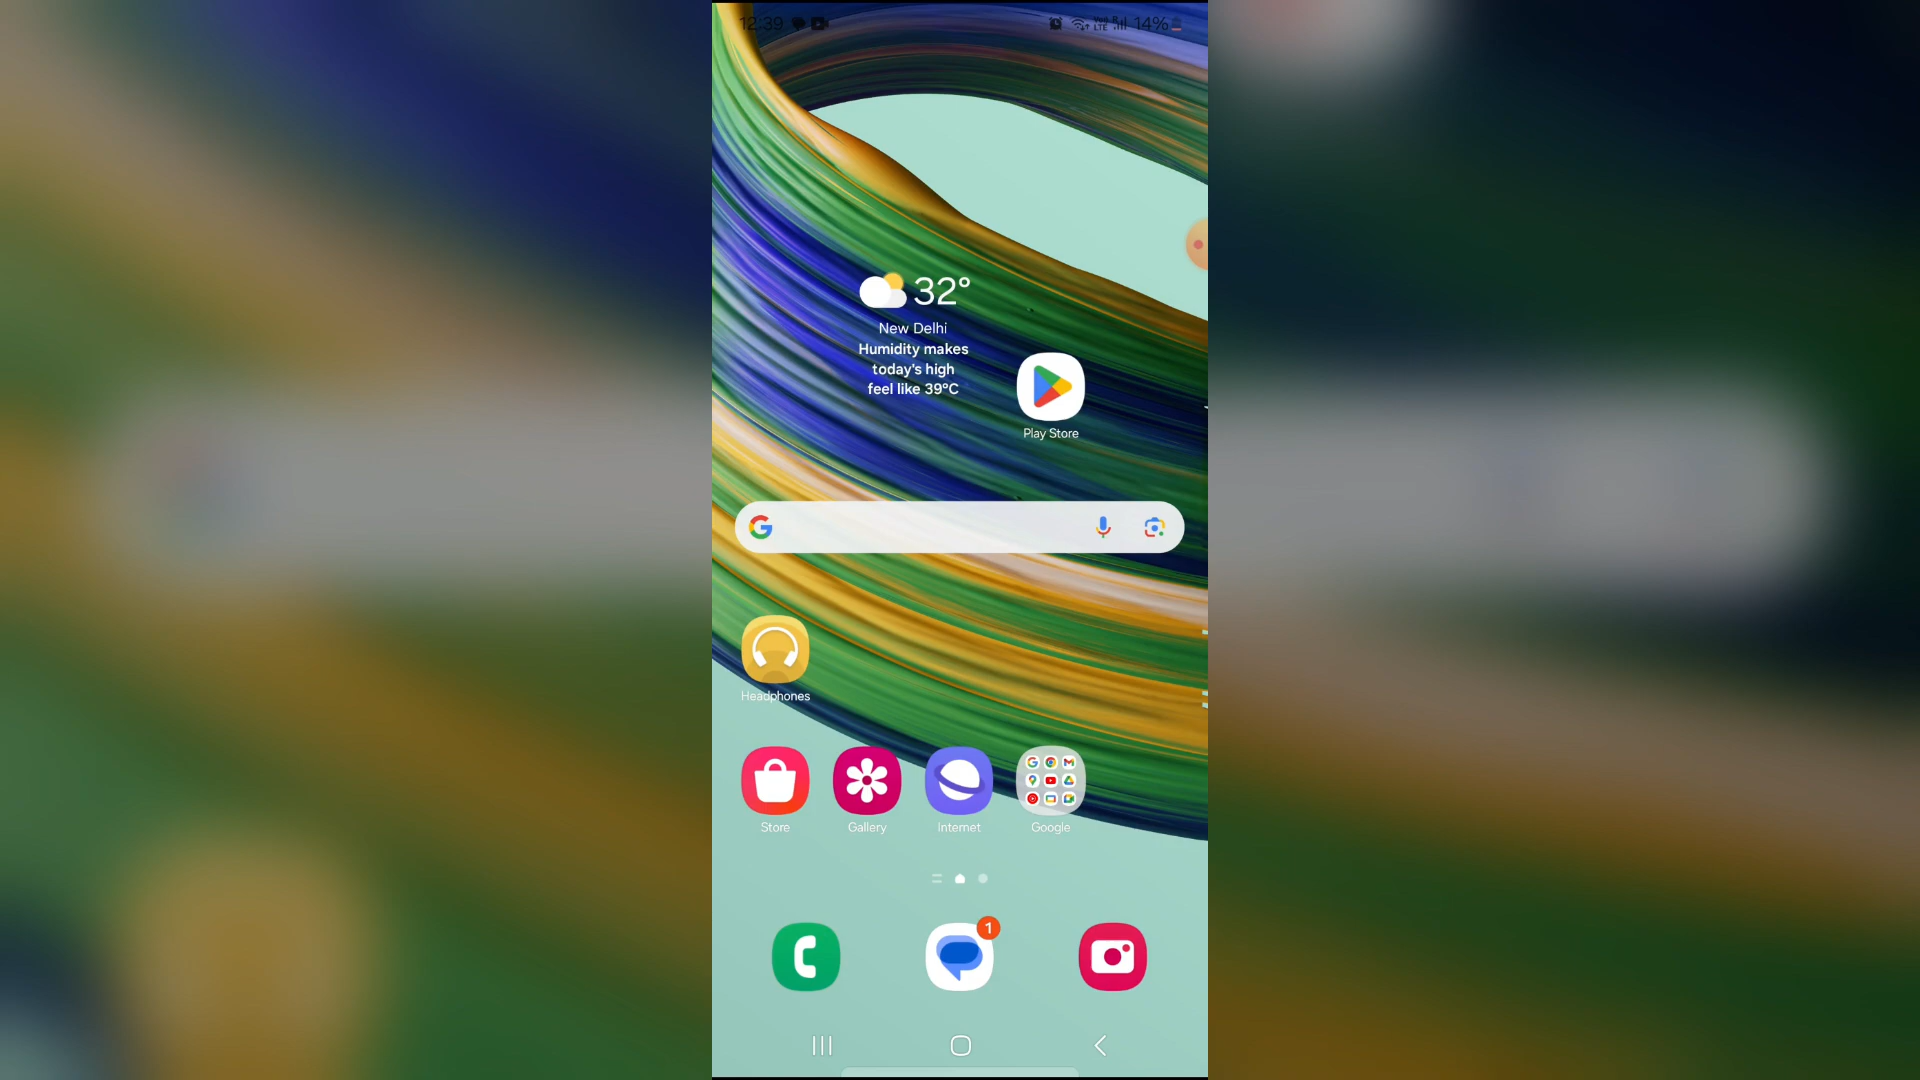 12:39
14%
32°
New Delhi
Humidity makes
today's high
feel like 39°C
Play Store
Headphones
Store
Gallery
Internet
Google
1